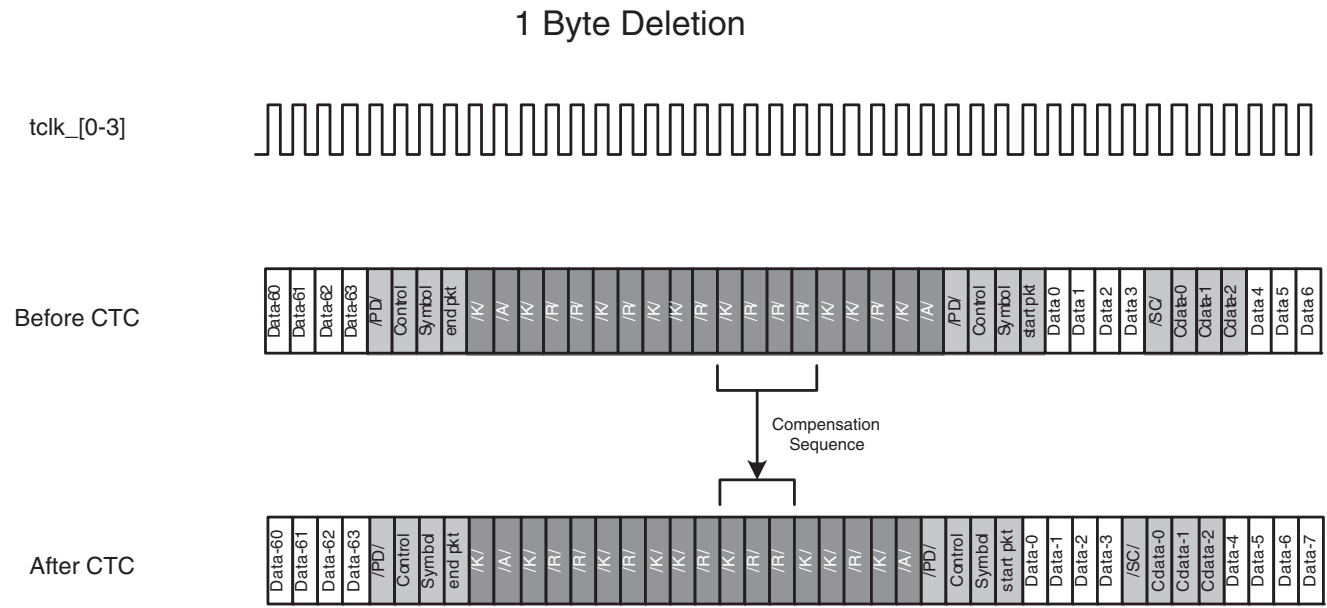 1 Byte Deletion
tclk_[0-3]
Before CTC
Data-60
Data-61
Data-62
Data-63
/PD/
Control
Symbol
end pkt
/K/
/A/
/K/
/R/
/R/
/K/
/R/
/K/
/K/
/R/
/K/
/R/
/R/
/R/
/K/
/K/
/R/
/K/
/A/
/PD/
Control
Symbol
start pkt
Data 0
Data 1
Data 2
Data 3
/SC/
Cdata-0
Cdata-1
Cdata-2
Data 4
Data 5
Data 6
Compensation
Sequence
After CTC
Data-60
Data-61
Data-62
Data-63
/PD/
Control
Symbol
end pkt
/K/
/A/
/K/
/R/
/R/
/K/
/R/
/K/
/K/
/R/
/K/
/R/
/R/
/K/
/K/
/R/
/K/
/A/
/PD/
Control
Symbol
start pkt
Data-0
Data-1
Data-2
Data-3
/SC/
Cdata-0
Cdata-1
Cdata-2
Data-4
Data-5
Data-6
Data-7